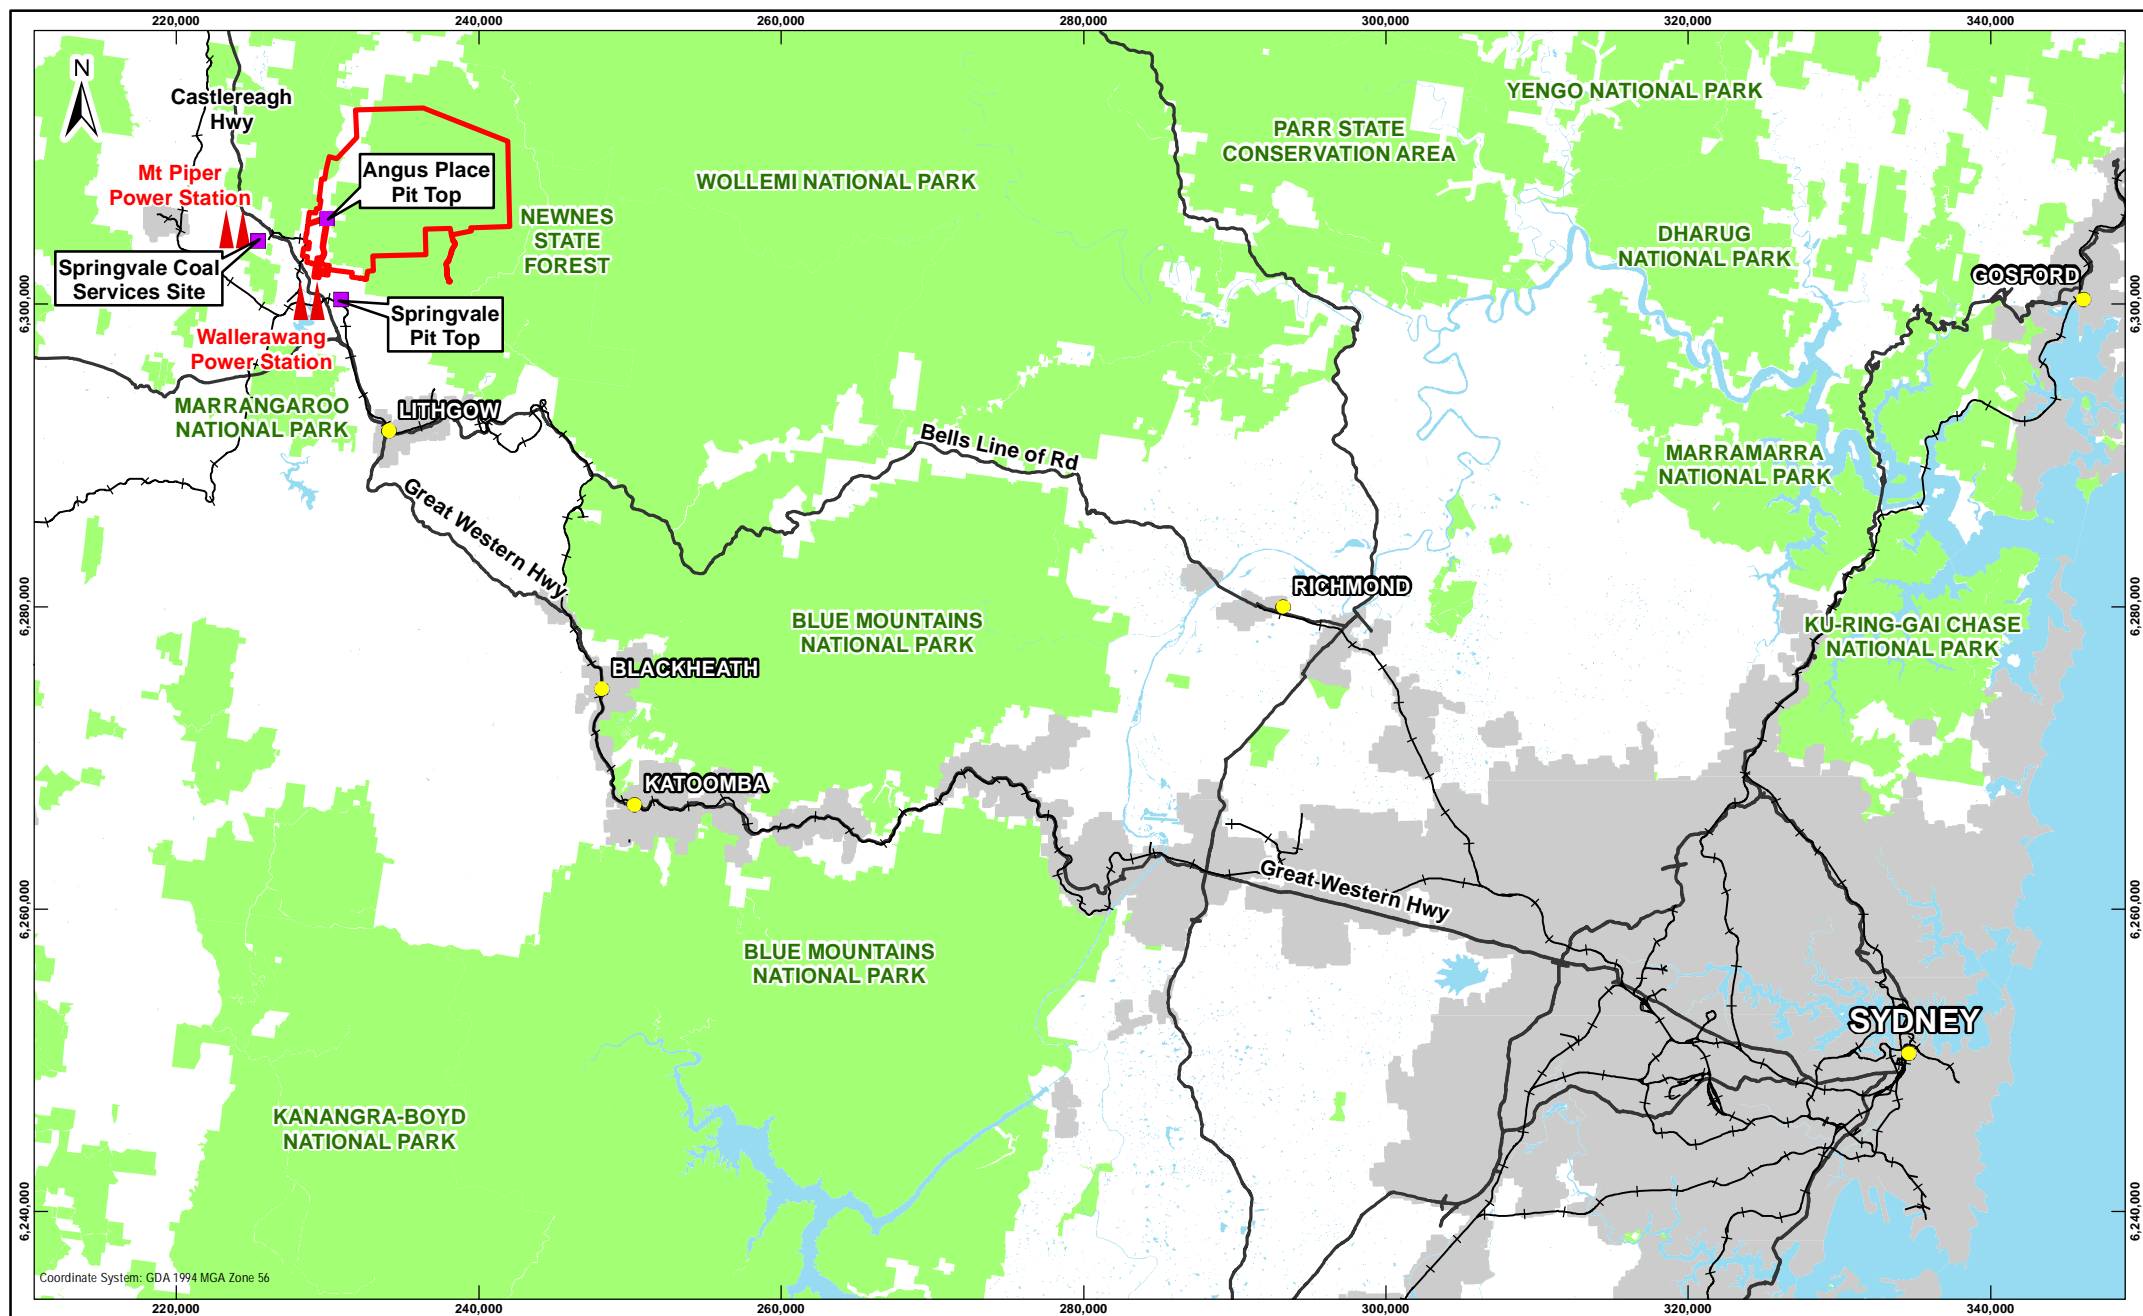 220,000
240,000
260,000
280,000
300,000
320,000
340,000
N
Castlereagh
Hwy
YENGO NATIONAL PARK
PARR STATE
CONSERVATION AREA
Mt Piper
Power Station
Angus Place
Pit Top
WOLLEMI NATIONAL PARK
NEWNES
STATE
FOREST
DHARUG
NATIONAL PARK
Springvale Coal
Services Site
GOSFORD
6,300,000
6,300,000
Springvale
Pit Top
Wallerawang
Power Station
MARRANGAROO
NATIONAL PARK
LITHGOW
Bells Line of Rd
MARRAMARRA
NATIONAL PARK
Great Western Hwy
RICHMOND
6,280,000
6,280,000
BLUE MOUNTAINS
NATIONAL PARK
KU-RING-GAI CHASE
NATIONAL PARK
BLACKHEATH
KATOOMBA
Great Western Hwy
6,260,000
6,260,000
BLUE MOUNTAINS
NATIONAL PARK
SYDNEY
KANANGRA-BOYD
NATIONAL PARK
6,240,000
6,240,000
Coordinate System: GDA 1994 MGA Zone 56
220,000
240,000
260,000
280,000
300,000
320,000
340,000